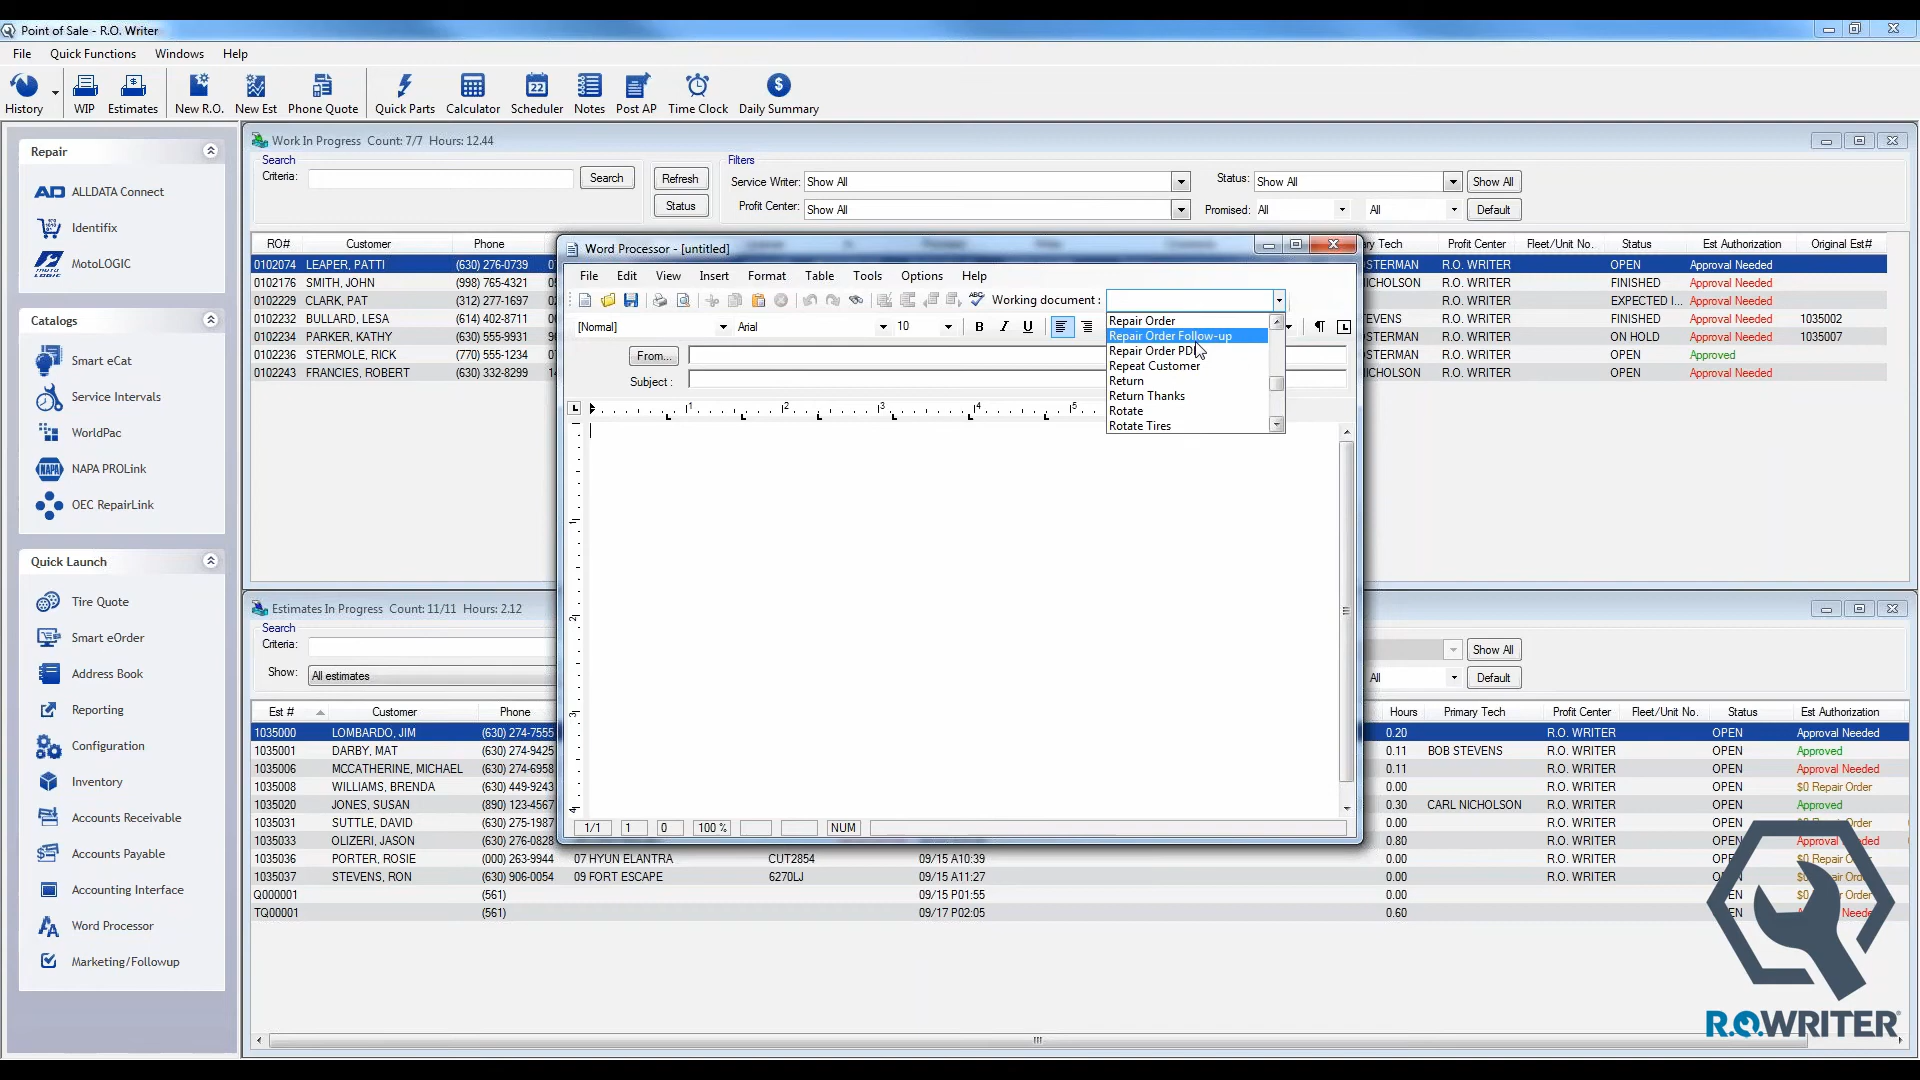 Point of Sale - R.O. Writer
File Quick Functions Windows Help
History WIP Estimates New R.O. New Est Phone Quote Quick Parts Calculator Scheduler Notes Post AP Time Clock Daily Summary
22
Repair
ALLDATA Connect
Identifix
MotoLOGIC
Catalogs
Smart eCat
Service Intervals
WorldPac
NAPA PROLink
OEC RepairLink
Quick Launch
Tire Quote
Smart eOrder
Address Book
Reporting
Configuration
Inventory
Accounts Receivable
Accounts Payable
Accounting Interface
Word Processor
Marketing/Followup
Work In Progress Count: 7/7 Hours: 12.44
Search
Criteria: Search Refresh
Status
Filters
Service Writer: Show All Status: Show All Show All
Profit Center: Show All Promised: All All Default
RO# Customer Phone Profit Center Fleet/Unit No. Status Est Authorization Original Est#
0102074 LEAPER, PATTI (630) 276-0739 R.O. WRITER OPEN Approval Needed
0102176 SMITH, JOHN (998) 765-4321 R.O. WRITER FINISHED Approval Needed
0102229 CLARK, PAT (312) 277-1697 R.O. WRITER EXPECTED I... Approval Needed
0102232 BULLARD, LESA (614) 402-8711 R.O. WRITER FINISHED Approval Needed 1035002
0102234 PARKER, KATHY (630) 331-9931 R.O. WRITER ON HOLD Approval Needed 1035007
0102236 STERMOLE, RICK (770) 555-1234 R.O. WRITER OPEN Approved
0102243 FRANCIES, ROBERT (630) 332-8299 R.O. WRITER OPEN Approval Needed
Word Processor - [untitled]
File Edit View Insert Format Table Tools Options Help
Working document :
[Normal] Arial 10 B I U
From...
Subject :
Repair Order
Repair Order Follow-up
Repair Order PD
Repeat Customer
Return
Return Thanks
Rotate
Rotate Tires
1 2 3 4 5
1/1 1 0 100 % NUM
Estimates In Progress Count: 11/11 Hours: 2.12
Search
Criteria: Show All
Show: All estimates All Default
Est # Customer Phone Hours Primary Tech Profit Center Fleet/Unit No. Status Est Authorization
1035000 LOMBARDO, JIM (630) 274-7555 0.20 R.O. WRITER OPEN Approval Needed
1035001 DARBY, MAT (630) 274-9425 0.11 BOB STEVENS R.O. WRITER OPEN Approved
1035006 MCCATHERINE, MICHAEL (630) 274-6958 0.11 R.O. WRITER OPEN Approval Needed
1035008 WILLIAMS, BRENDA (630) 449-9243 0.00 R.O. WRITER OPEN $0 Repair Order
1035020 JONES, SUSAN (890) 123-4567 0.30 CARL NICHOLSON R.O. WRITER OPEN Approved
1035031 SUTTLE, DAVID (630) 275-1987 0.00 R.O. WRITER OPEN
1035033 OLIZERI, JASON (630) 276-0828 0.80 R.O. WRITER OPEN Approval Needed
1035036 PORTER, ROSIE (000) 263-9944 07 HYUN ELANTRA CUT2854 09/15 A10:39 0.00 R.O. WRITER
1035037 STEVENS, RON (630) 906-0054 09 FORT ESCAPE 6270LJ 09/15 A11:27 0.00 R.O. WRITER
Q000001 (561) 09/15 P01:55 0.00
TQ00001 (561) 09/17 P02:05 0.60
R.O.WRITER